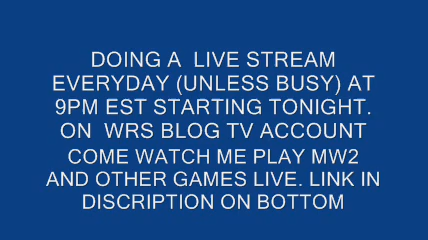 DOING A LIVE STREAM
EVERYDAY (UNLESS BUSY) AT
9PM EST STARTING TONIGHT.
ON WRS BLOG TV ACCOUNT
COME WATCH ME PLAY MW2
AND OTHER GAMES LIVE. LINK IN
DISCRIPTION ON BOTTOM